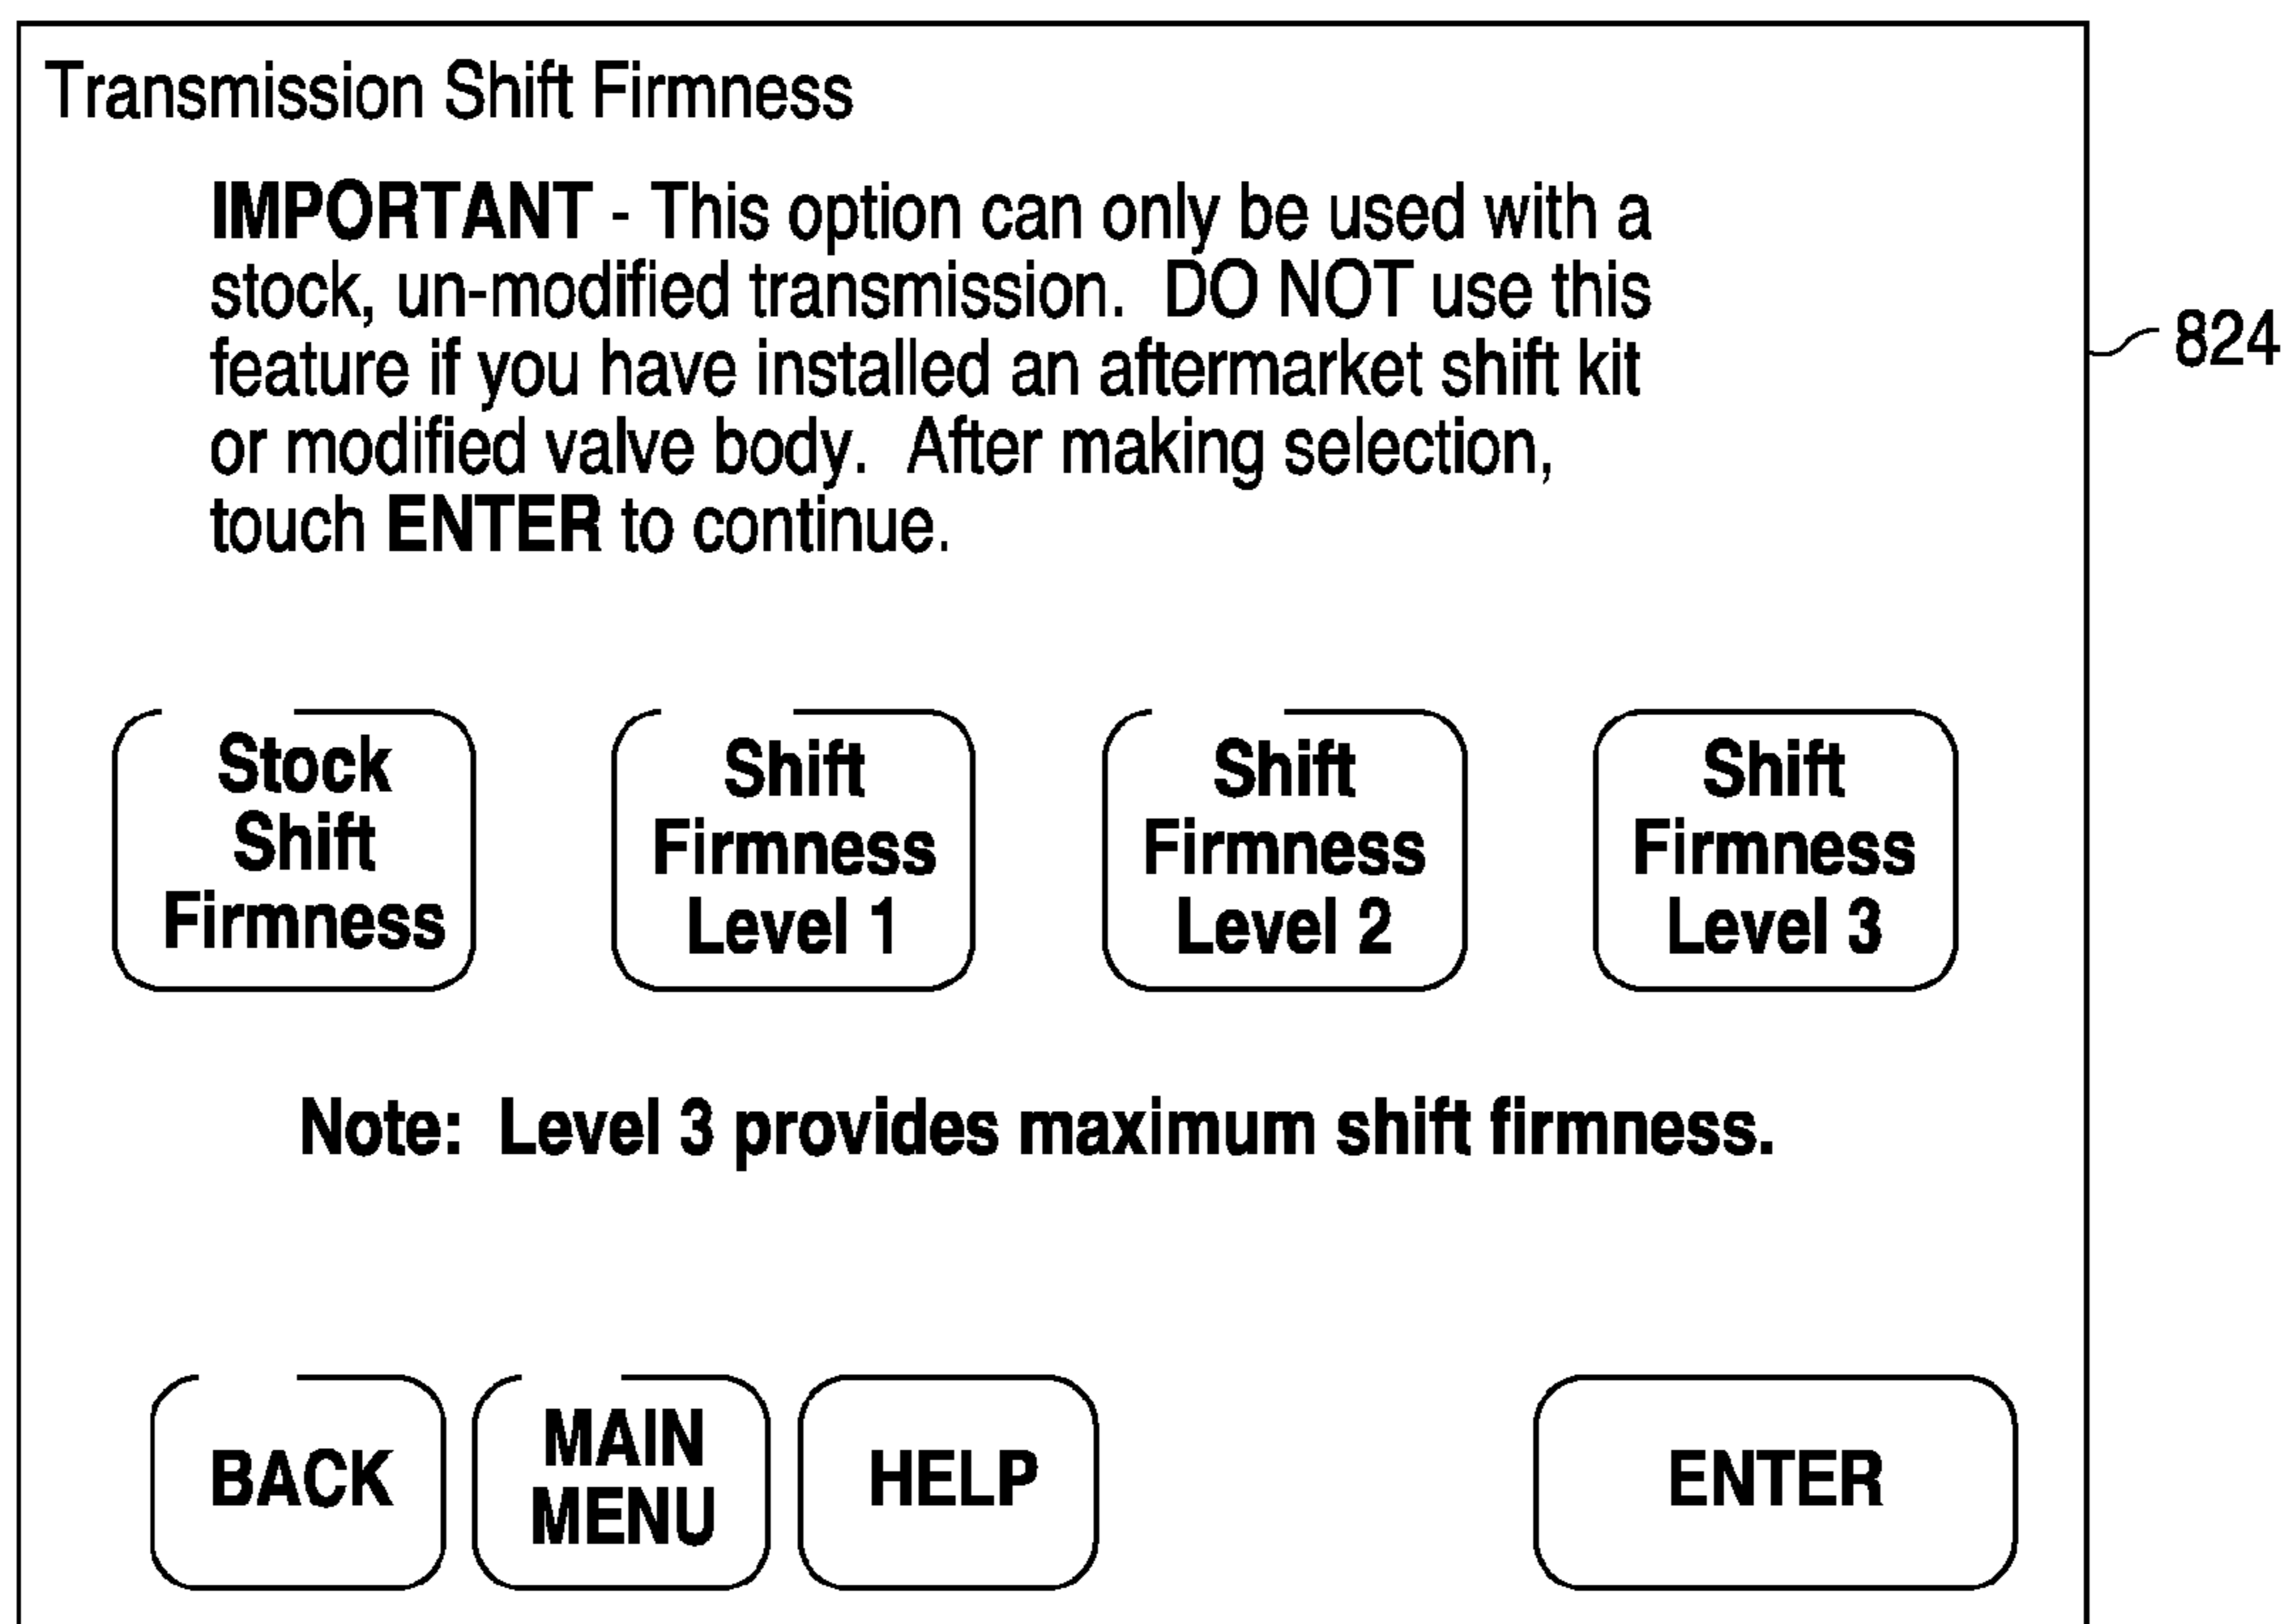 Transmission Shift Firmness
IMPORTANT - This option can only be used with a
stock, un-modified transmission.  DO NOT use this
feature if you have installed an aftermarket shift kit
or modified valve body.  After making selection,
touch ENTER to continue.
824
Stock
Shift
Firmness
Shift
Firmness
Level 1
Shift
Firmness
Level 2
Shift
Firmness
Level 3
Note:  Level 3 provides maximum shift firmness.
BACK
MAIN
MENU
HELP
ENTER